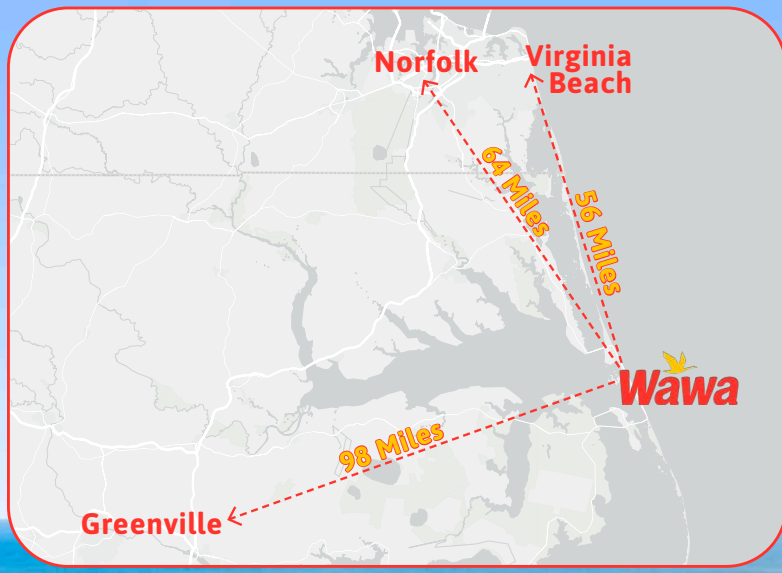 Norfolk
Virginia
Beach
64 Miles
56 Miles
Wawa
98 Miles
Greenville